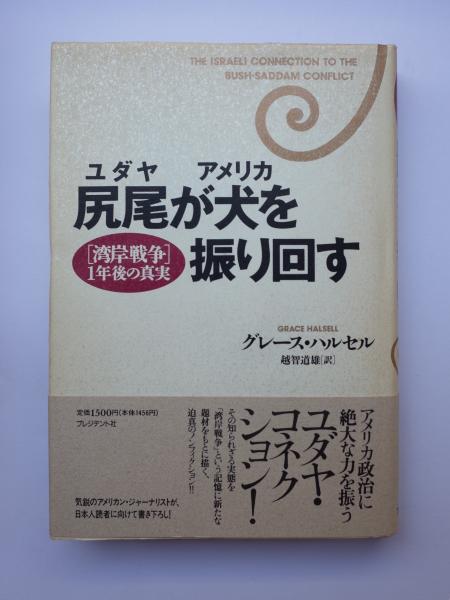 THE ISRAELI CONNECTION TO THE
BUSH-SADDAM CONFLICT
ユダヤ アメリカ
尻尾が犬を
振り回す
[湾岸戦争]
1年後の真実
GRACE HALSELL
グレース・ハルセル
越智道雄[訳]
定価1500円(本体1456円)
プレジデント社
アメリカ政治に
絶大な力を振う
ユダヤ・
コネク
ション!
その知られざる実態を
「湾岸戦争」という記憶に新たな
題材をもとに描く、
迫真のノンフィクション!!
気鋭のアメリカン・ジャーナリストが、
日本人読者に向けて書き下ろし!